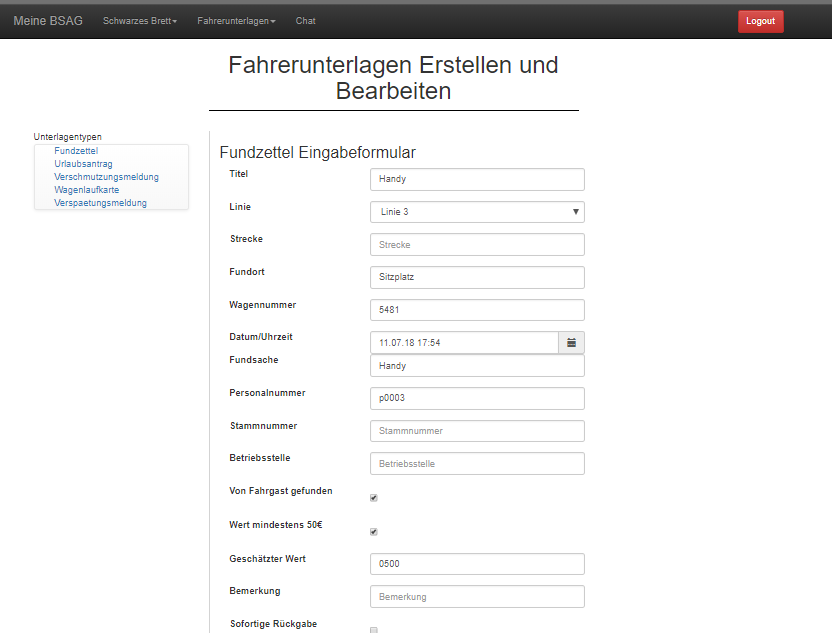 Meine BSAG Schwarzes Brett Fahrerunterlagen Chat Logout
Fahrerunterlagen Erstellen und
Bearbeiten
Unterlagentypen
Fundzettel
Urlaubsantrag
Verschmutzungsmeldung
Wagenlaufkarte
Verspaetungsmeldung
Fundzettel Eingabeformular
Titel Handy
Linie Linie 3
Strecke Strecke
Fundort Sitzplatz
Wagennummer 5481
Datum/Uhrzeit 11.07.18 17:54
Fundsache Handy
Personalnummer p0003
Stammnummer Stammnummer
Betriebsstelle Betriebsstelle
Von Fahrgast gefunden
Wert mindestens 50€
Geschätzter Wert 0500
Bemerkung Bemerkung
Sofortige Rückgabe